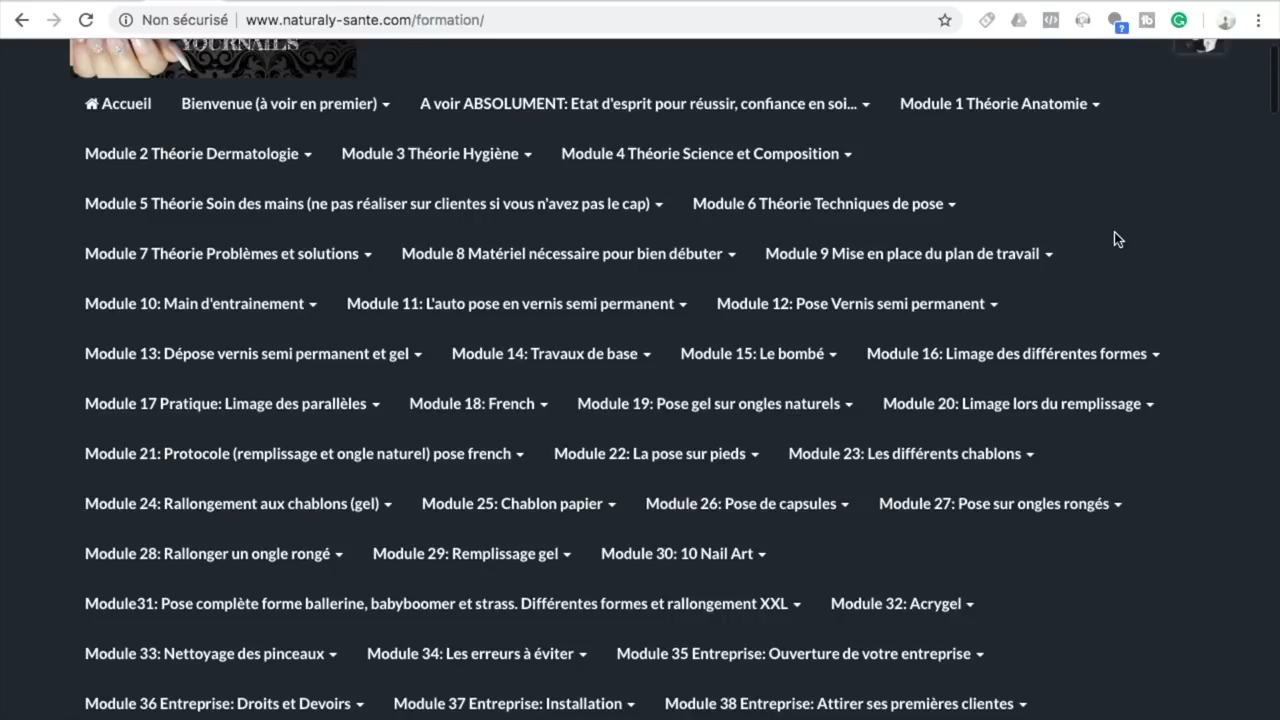 Non sécurisé | www.naturaly-sante.com/formation/
YOURNAILS
Accueil Bienvenue (à voir en premier) A voir ABSOLUMENT: Etat d'esprit pour réussir, confiance en soi... Module 1 Théorie Anatomie
Module 2 Théorie Dermatologie Module 3 Théorie Hygiène Module 4 Théorie Science et Composition
Module 5 Théorie Soin des mains (ne pas réaliser sur clientes si vous n'avez pas le cap) Module 6 Théorie Techniques de pose
Module 7 Théorie Problèmes et solutions Module 8 Matériel nécessaire pour bien débuter Module 9 Mise en place du plan de travail
Module 10: Main d'entrainement Module 11: L'auto pose en vernis semi permanent Module 12: Pose Vernis semi permanent
Module 13: Dépose vernis semi permanent et gel Module 14: Travaux de base Module 15: Le bombé Module 16: Limage des différentes formes
Module 17 Pratique: Limage des parallèles Module 18: French Module 19: Pose gel sur ongles naturels Module 20: Limage lors du remplissage
Module 21: Protocole (remplissage et ongle naturel) pose french Module 22: La pose sur pieds Module 23: Les différents chablons
Module 24: Rallongement aux chablons (gel) Module 25: Chablon papier Module 26: Pose de capsules Module 27: Pose sur ongles rongés
Module 28: Rallonger un ongle rongé Module 29: Remplissage gel Module 30: 10 Nail Art
Module31: Pose complète forme ballerine, babyboomer et strass. Différentes formes et rallongement XXL Module 32: Acrygel
Module 33: Nettoyage des pinceaux Module 34: Les erreurs à éviter Module 35 Entreprise: Ouverture de votre entreprise
Module 36 Entreprise: Droits et Devoirs Module 37 Entreprise: Installation Module 38 Entreprise: Attirer ses premières clientes